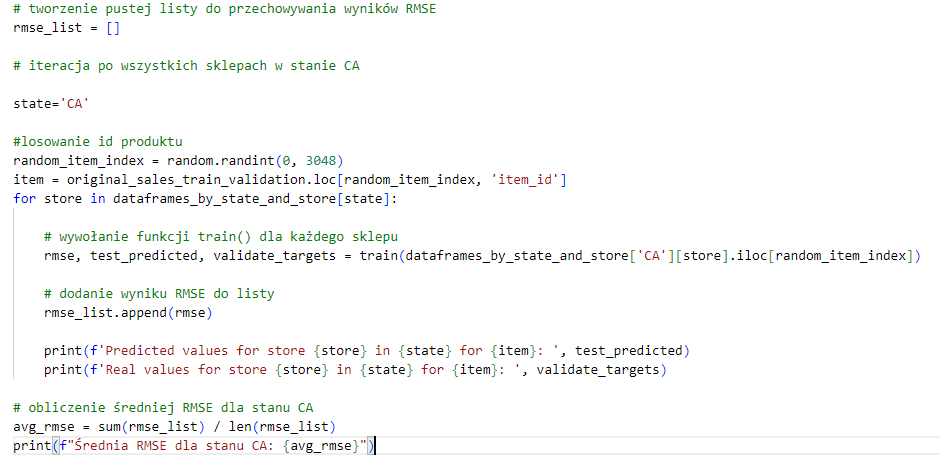 # tworzenie pustej listy do przechowywania wyników RMSE
rmse_list = []
# iteracja po wszystkich sklepach w stanie CA
state='CA'
#losowanie id produktu
random_item_index = random.randint(0, 3048)
item = original_sales_train_validation.loc[random_item_index, 'item_id']
for store in dataframes_by_state_and_store[state]:
    # wywołanie funkcji train() dla każdego sklepu
    rmse, test_predicted, validate_targets = train(dataframes_by_state_and_store['CA'][store].iloc[random_item_index])
    # dodanie wyniku RMSE do listy
    rmse_list.append(rmse)
    print(f'Predicted values for store {store} in {state} for {item}: ', test_predicted)
    print(f'Real values for store {store} in {state} for {item}: ', validate_targets)
# obliczenie średniej RMSE dla stanu CA
avg_rmse = sum(rmse_list) / len(rmse_list)
print(f"Średnia RMSE dla stanu CA: {avg_rmse}")